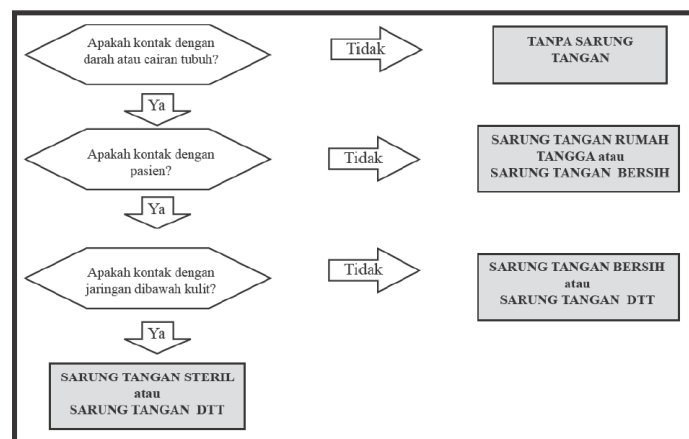 Apakah kontak dengan
darah atau cairan tubuh?
Tidak
TANPA SARUNG
TANGAN
Ya
Apakah kontak dengan
pasien?
Tidak
SARUNG TANGAN RUMAH
TANGGA atau
SARUNG TANGAN BERSIH
Ya
Apakah kontak dengan
jaringan dibawah kulit?
Tidak
SARUNG TANGAN BERSIH
atau
SARUNG TANGAN DTT
Ya
SARUNG TANGAN STERIL
atau
SARUNG TANGAN DTT